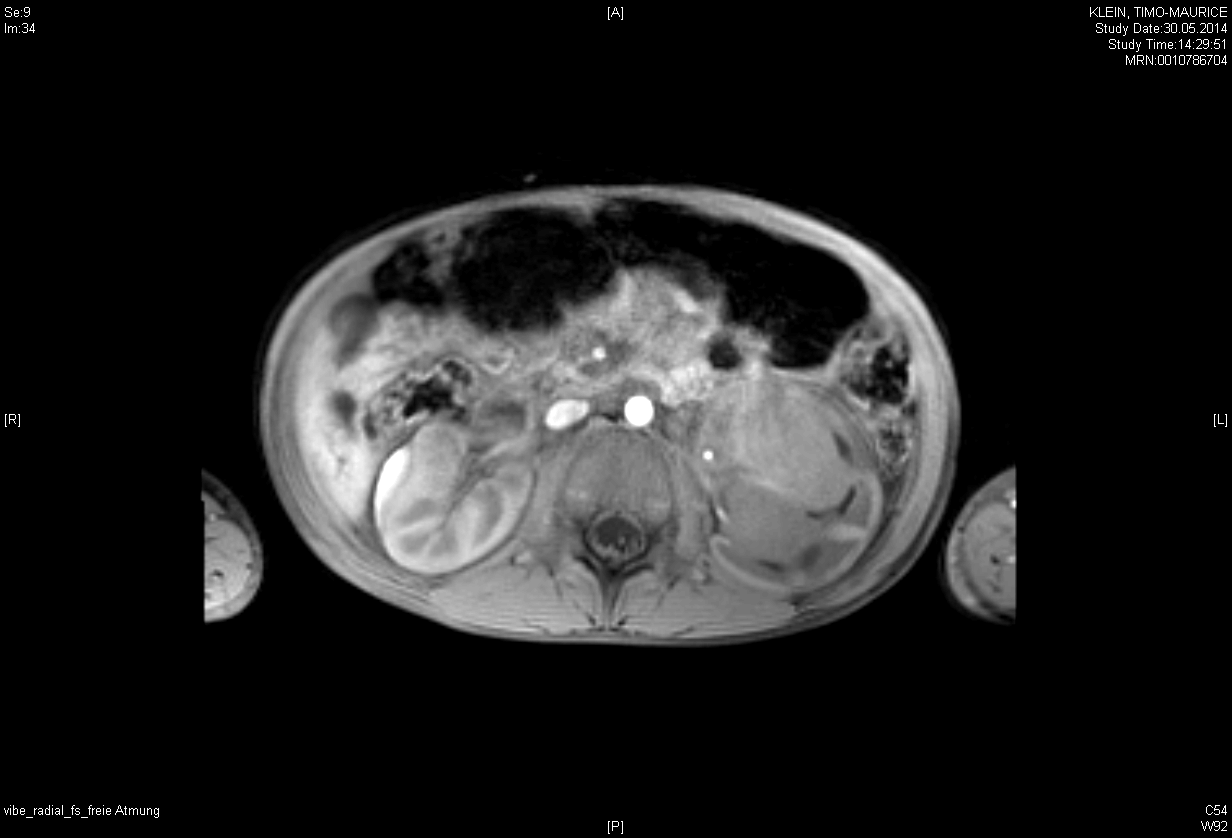 Se:9
Im:34
[A]
KLEIN, TIMO-MAURICE
Study Date:30.05.2014
Study Time:14:29:51
MRN:0010786704
[R]
[L]
vibe_radial_fs_freie Atmung
[P]
C54
W92